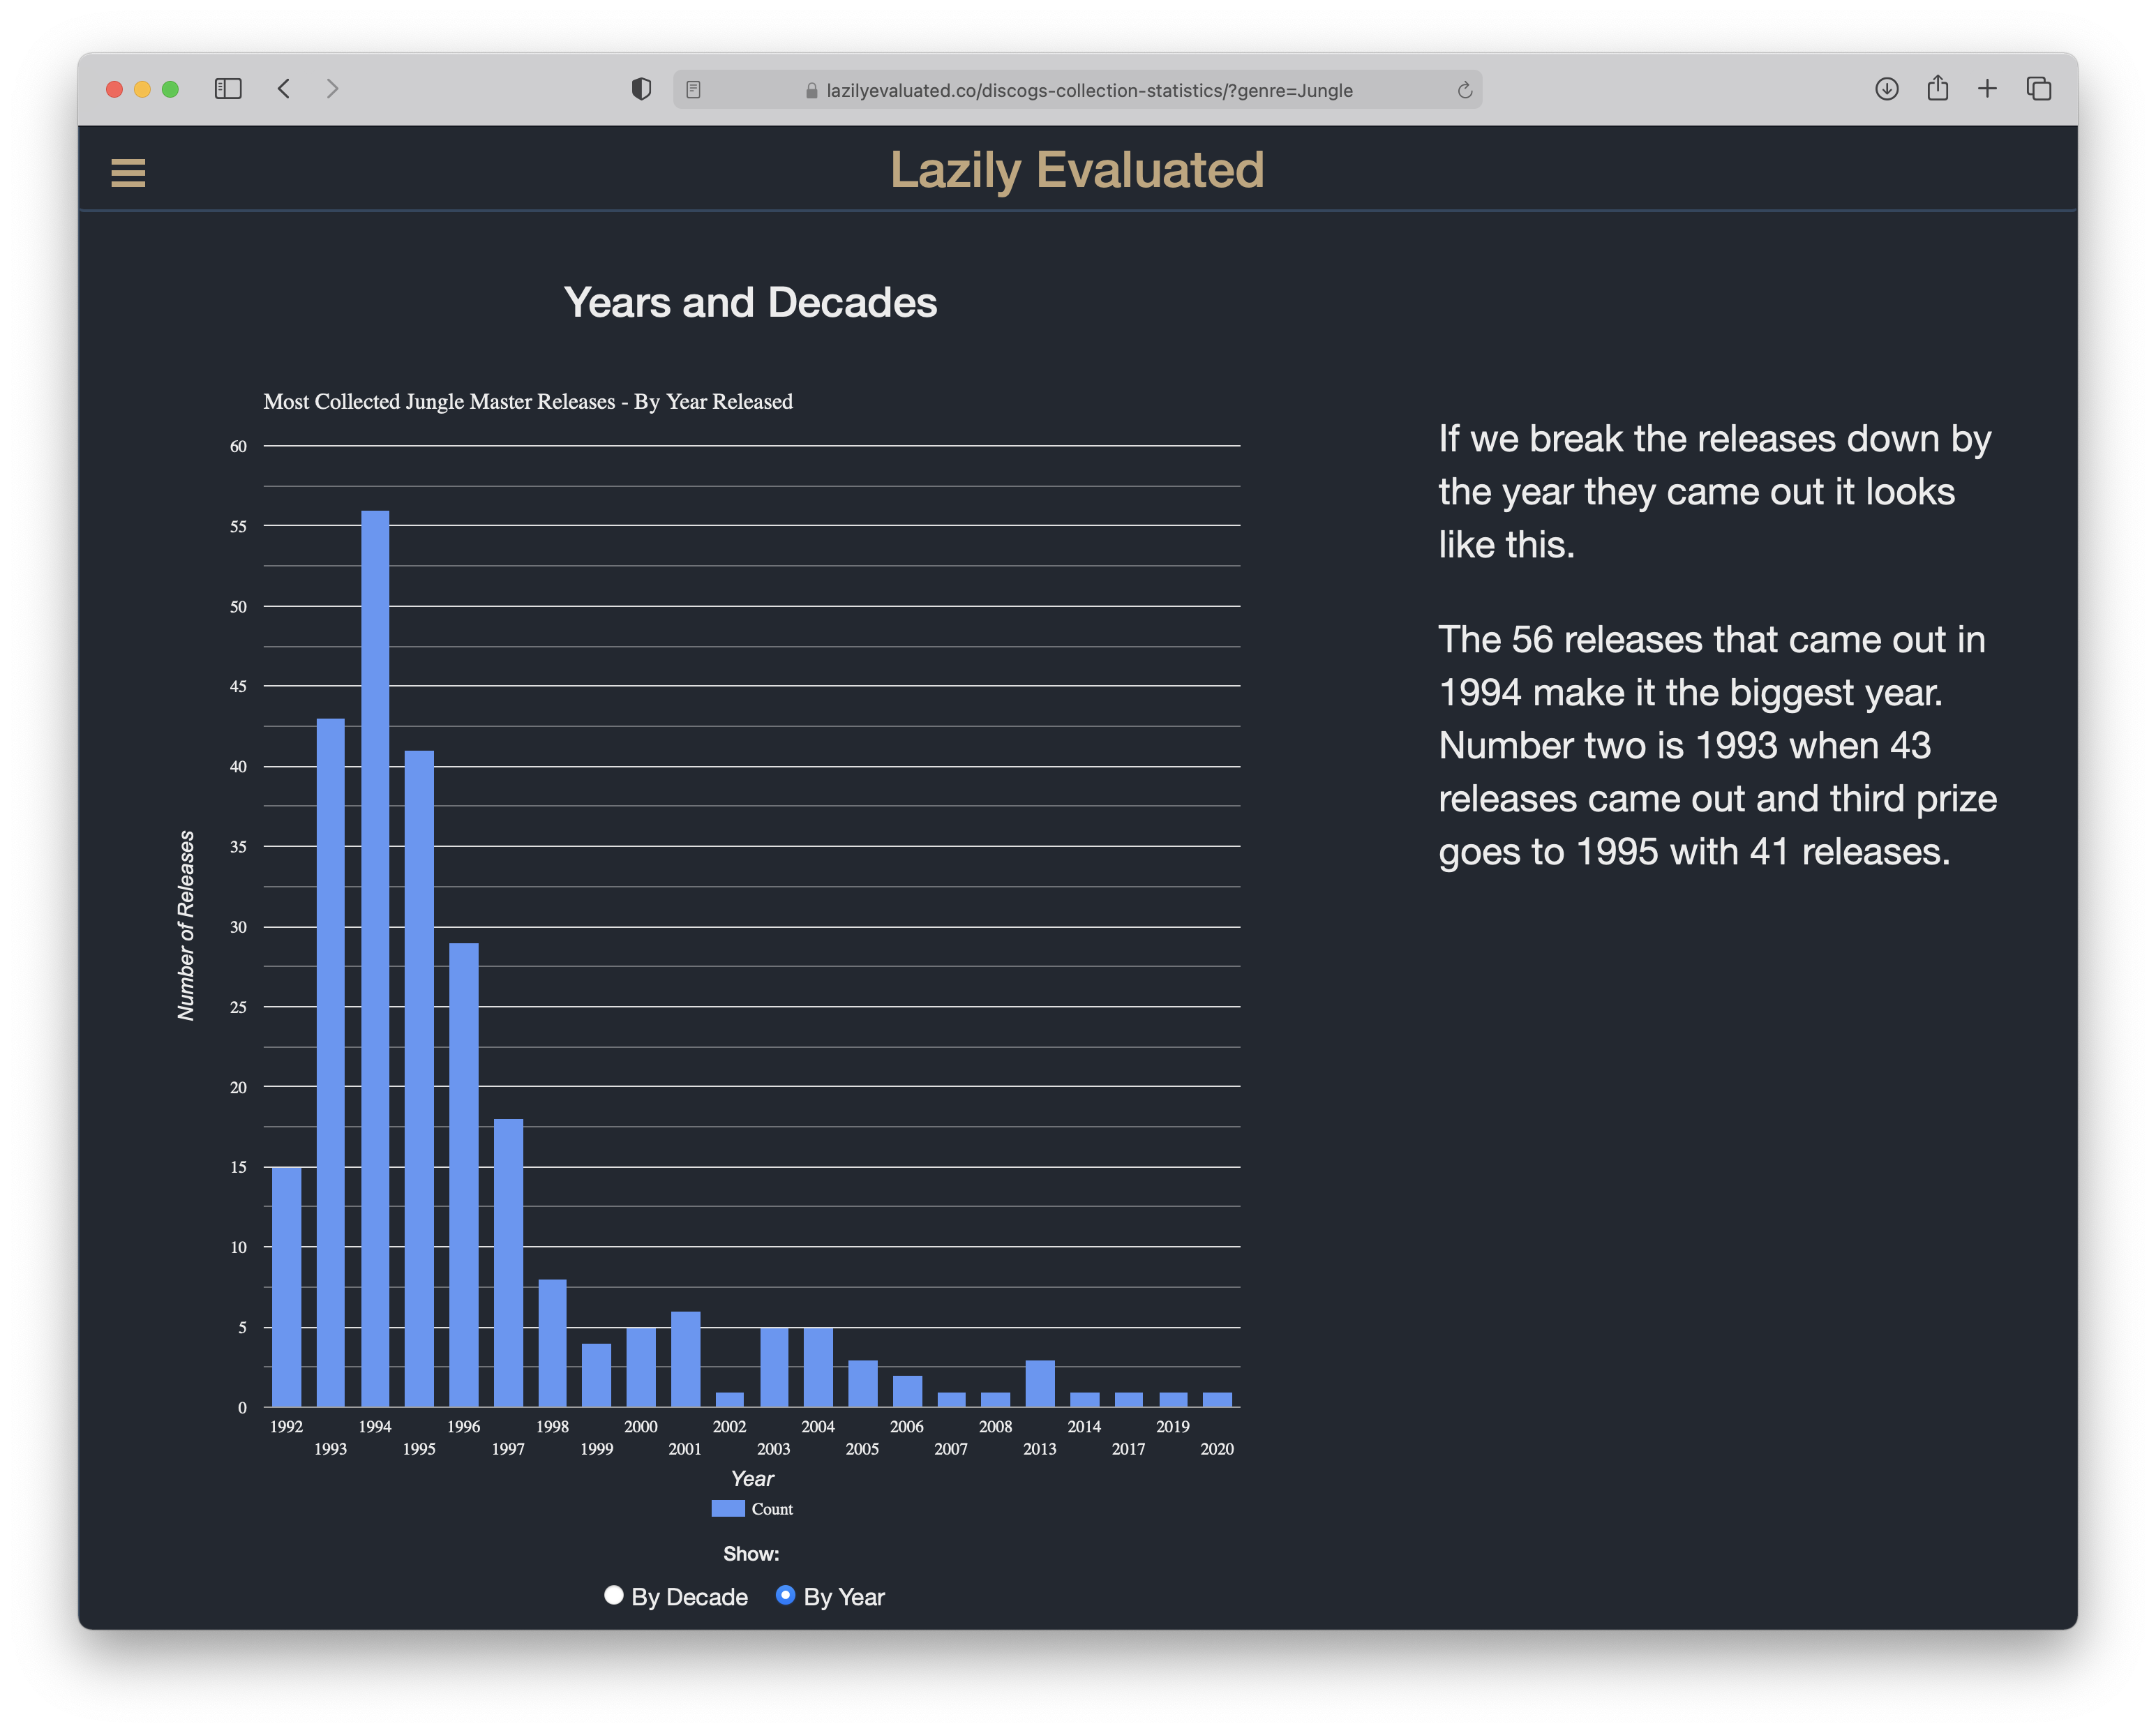 lazilyevaluated.co/discogs-collection-statistics/?genre=Jungle
Lazily Evaluated
Years and Decades
Most Collected Jungle Master Releases - By Year Released
60
55
50
45
40
35
30
25
20
15
10
5
0
Number of Releases
1992 1994 1996 1998 2000 2002 2004 2006 2008 2014 2019
1993 1995 1997 1999 2001 2003 2005 2007 2013 2017 2020
Year
Count
Show:
By Decade By Year
If we break the releases down by
the year they came out it looks
like this.
The 56 releases that came out in
1994 make it the biggest year.
Number two is 1993 when 43
releases came out and third prize
goes to 1995 with 41 releases.